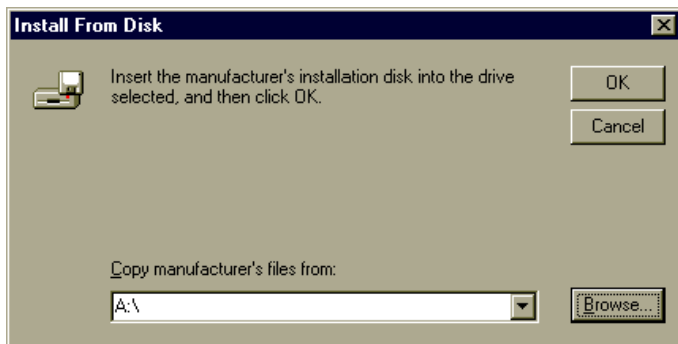 Install From Disk
Insert the manufacturer's installation disk into the drive
selected, and then click OK.
OK
Cancel
Copy manufacturer's files from:
A:\
Browse...